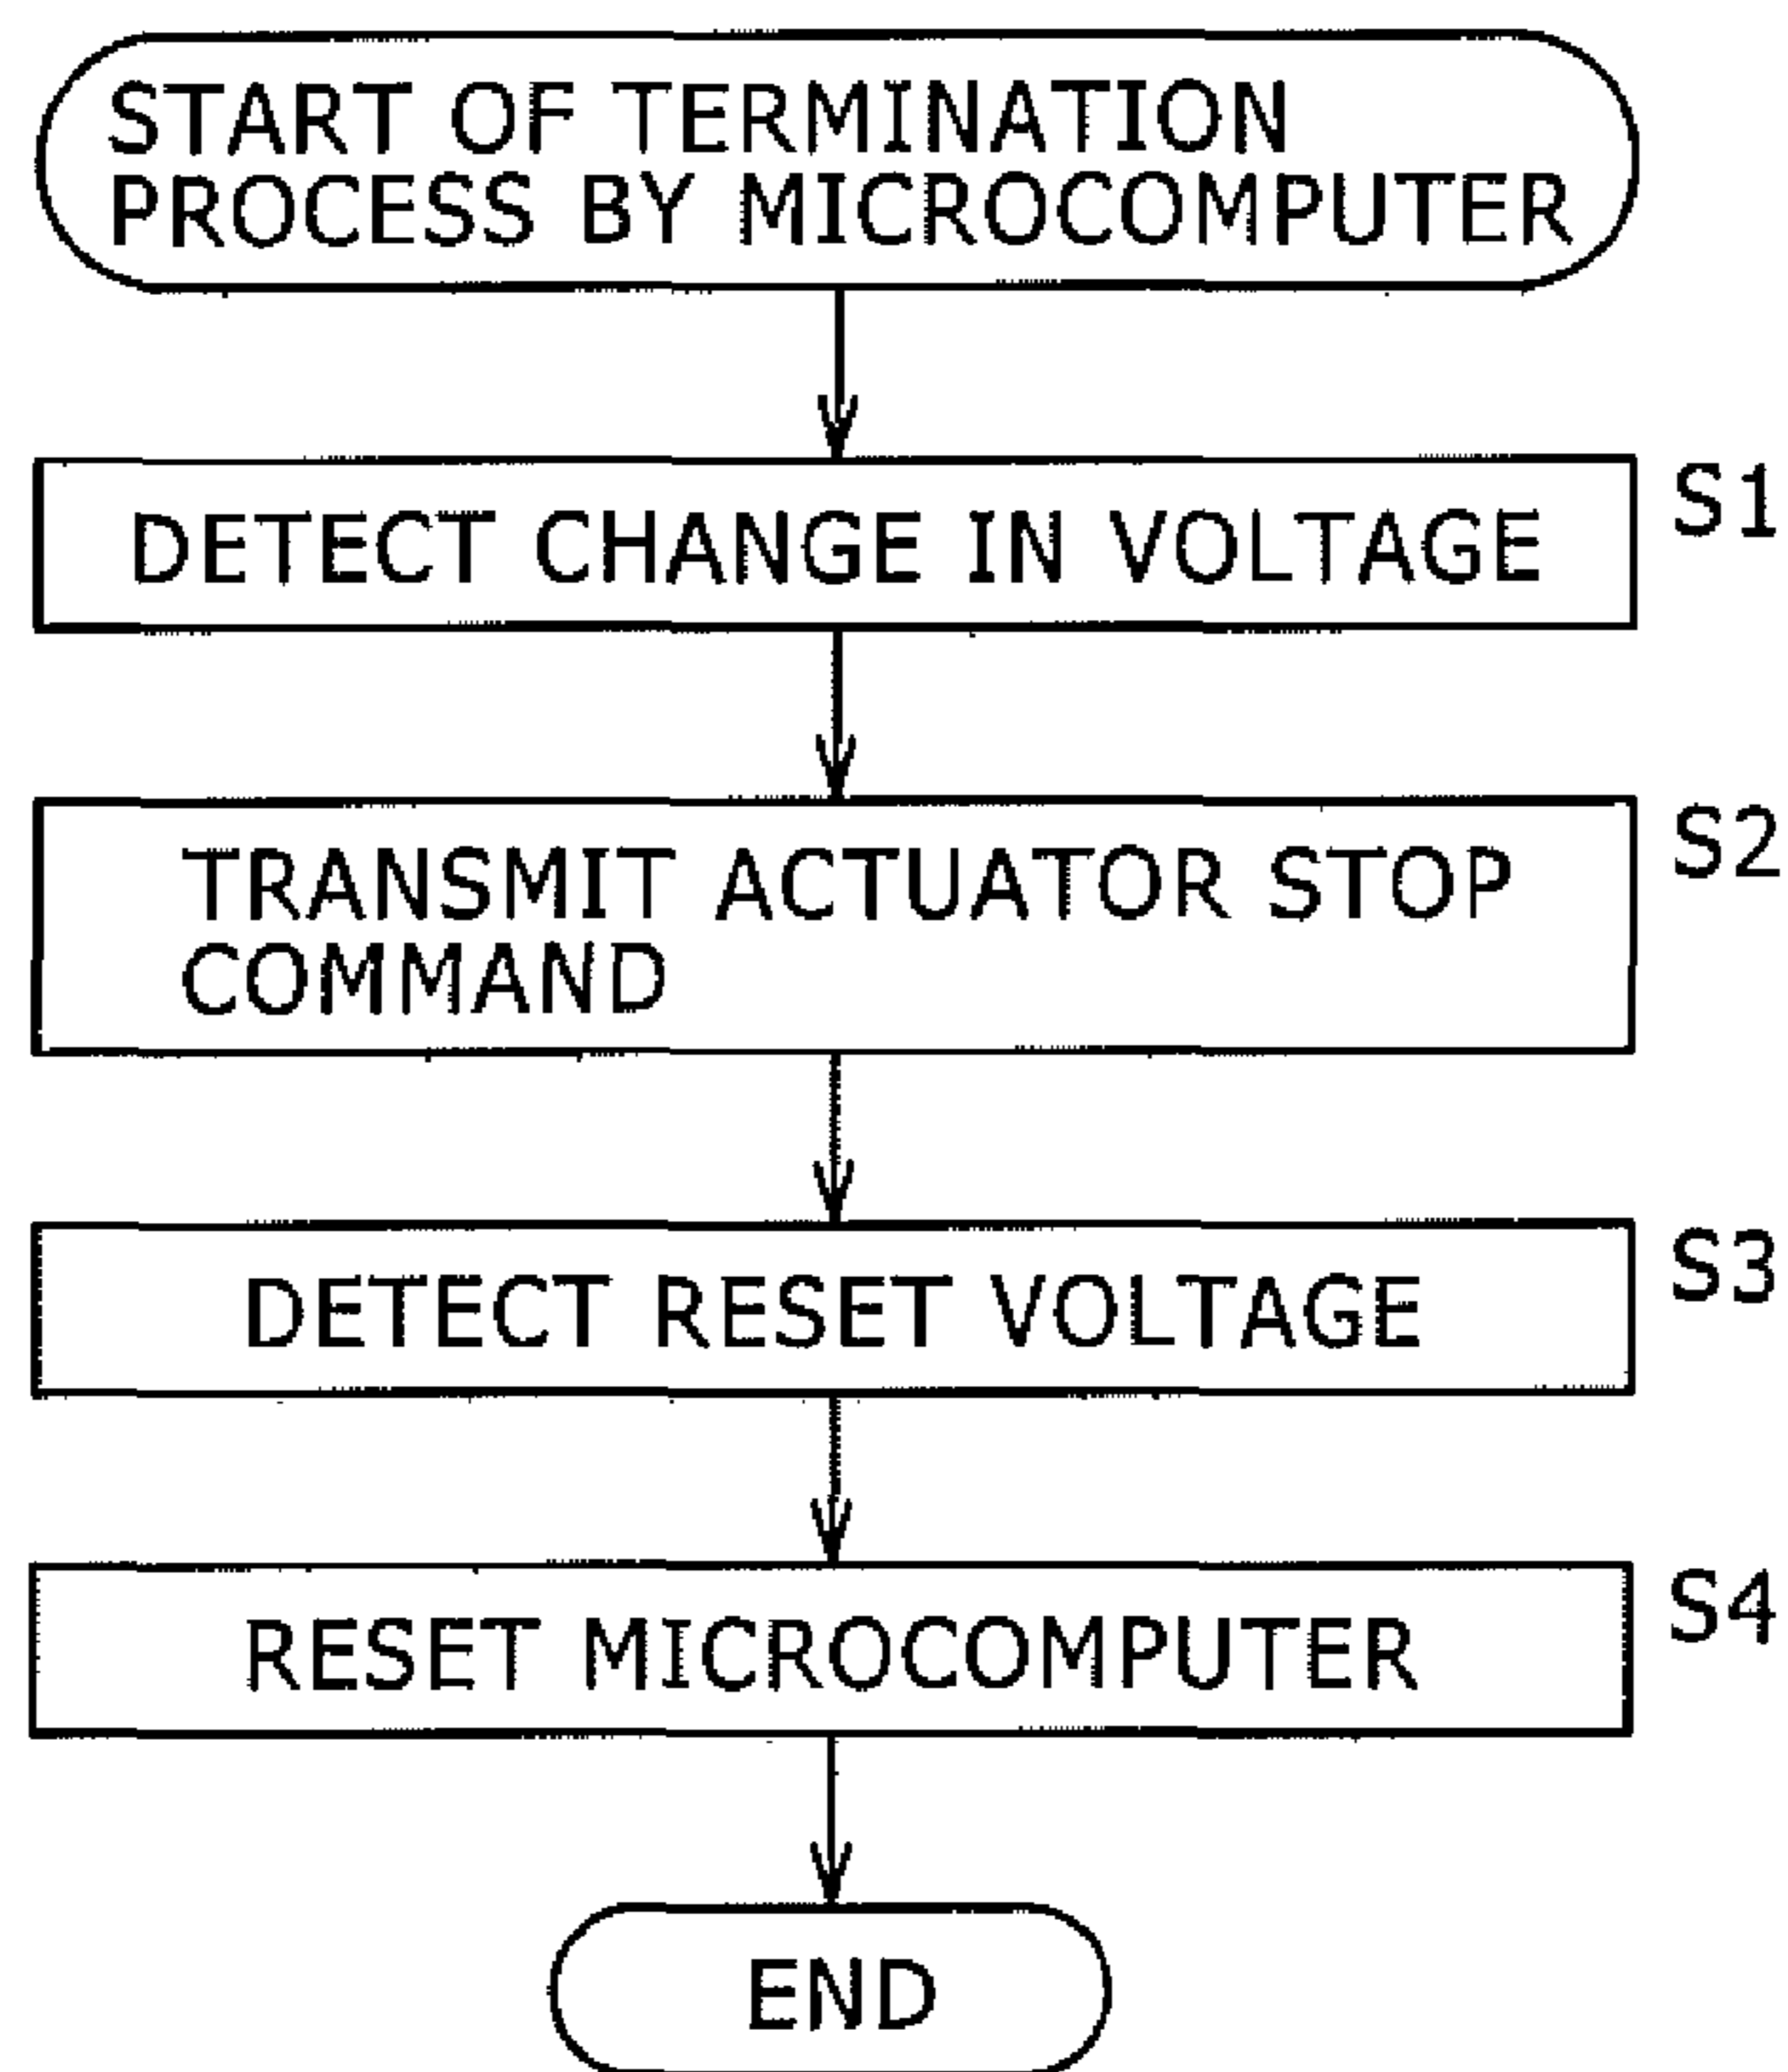 START OF TERMINATION
PROCESS BY MICROCOMPUTER
DETECT CHANGE IN VOLTAGE
S1
TRANSMIT ACTUATOR STOP
COMMAND
S2
DETECT RESET VOLTAGE
S3
RESET MICROCOMPUTER
S4
END